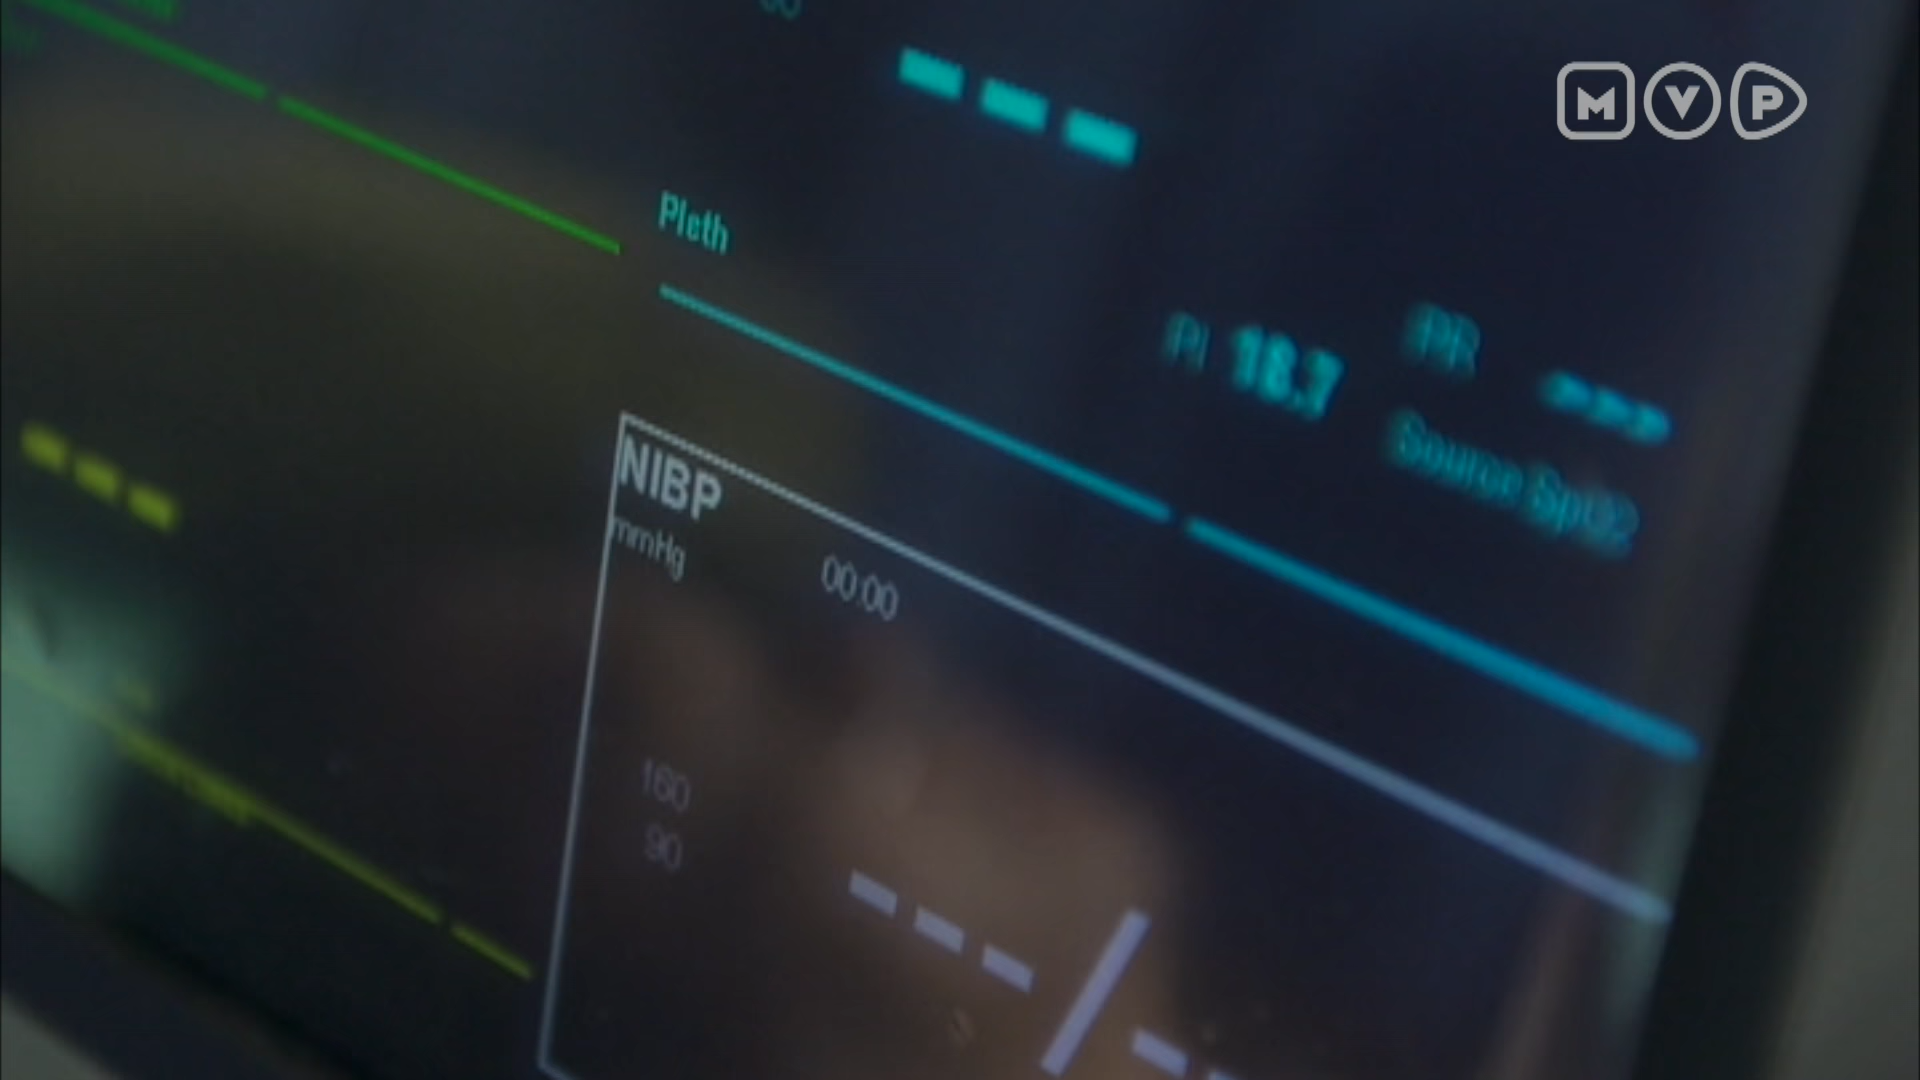 MVP
---
Pleth
PI 18.7
PR ---
Source SpO2
---
NIBP
mmHg
00:00
160
90
---/--